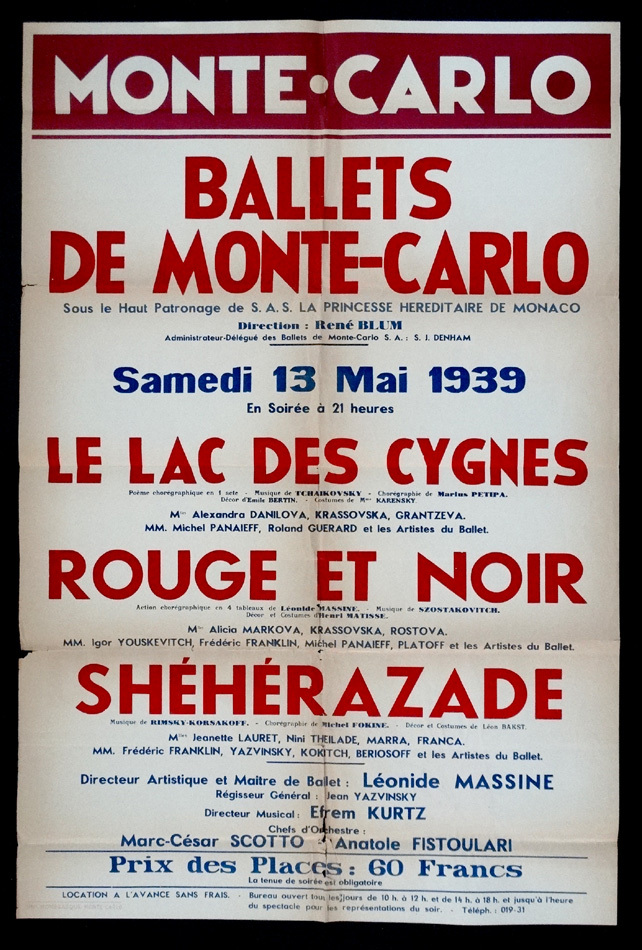 MONTE·CARLO
BALLETS
DE MONTE-CARLO
Sous le Haut Patronage de S. A. S. LA PRINCESSE HEREDITAIRE DE MONACO
Direction : René BLUM
Administrateur-Délégué des Ballets de Monte-Carlo S. A. : S. J. DENHAM
Samedi 13 Mai 1939
En Soirée à 21 heures
LE LAC DES CYGNES
Poème chorégraphique en 1 acte - Musique de TCHAIKOVSKY - Chorégraphie de Marius PETIPA.
Décor d'Emile BERTIN. - Costumes de Mme KARENSKY.
Mmes Alexandra DANILOVA, KRASSOVSKA, GRANTZEVA.
MM. Michel PANAIEFF, Roland GUERARD et les Artistes du Ballet.
ROUGE ET NOIR
Action chorégraphique en 4 tableaux de Léonide MASSINE. - Musique de SZOSTAKOVITCH.
Décor et Costumes d'Henri MATISSE.
Mmes Alicia MARKOVA, KRASSOVSKA, ROSTOVA.
MM. Igor YOUSKEVITCH, Frédéric FRANKLIN, Michel PANAIEFF, PLATOFF et les Artistes du Ballet.
SHÉHÉRAZADE
Musique de RIMSKY-KORSAKOFF. - Chorégraphie de Michel FOKINE. - Décor et Costumes de Léon BAKST.
Mmes Jeanette LAURET, Nini THEILADE, MARRA, FRANCA.
MM. Frédéric FRANKLIN, YAZVINSKY, KOKITCH, BERIOSOFF et les Artistes du Ballet.
Directeur Artistique et Maître de Ballet : Léonide MASSINE
Régisseur Général : Jean YAZVINSKY
Directeur Musical : Efrem KURTZ
Chefs d'Orchestre :
Marc-César SCOTTO - Anatole FISTOULARI
Prix des Places : 60 Francs
La tenue de soirée est obligatoire
LOCATION A L'AVANCE SANS FRAIS. - Bureau ouvert tous les jours de 10 h. à 12 h. et de 14 h. à 18 h. et jusqu'à l'heure
du spectacle pour les représentations du soir. - Téléph. : 019-31